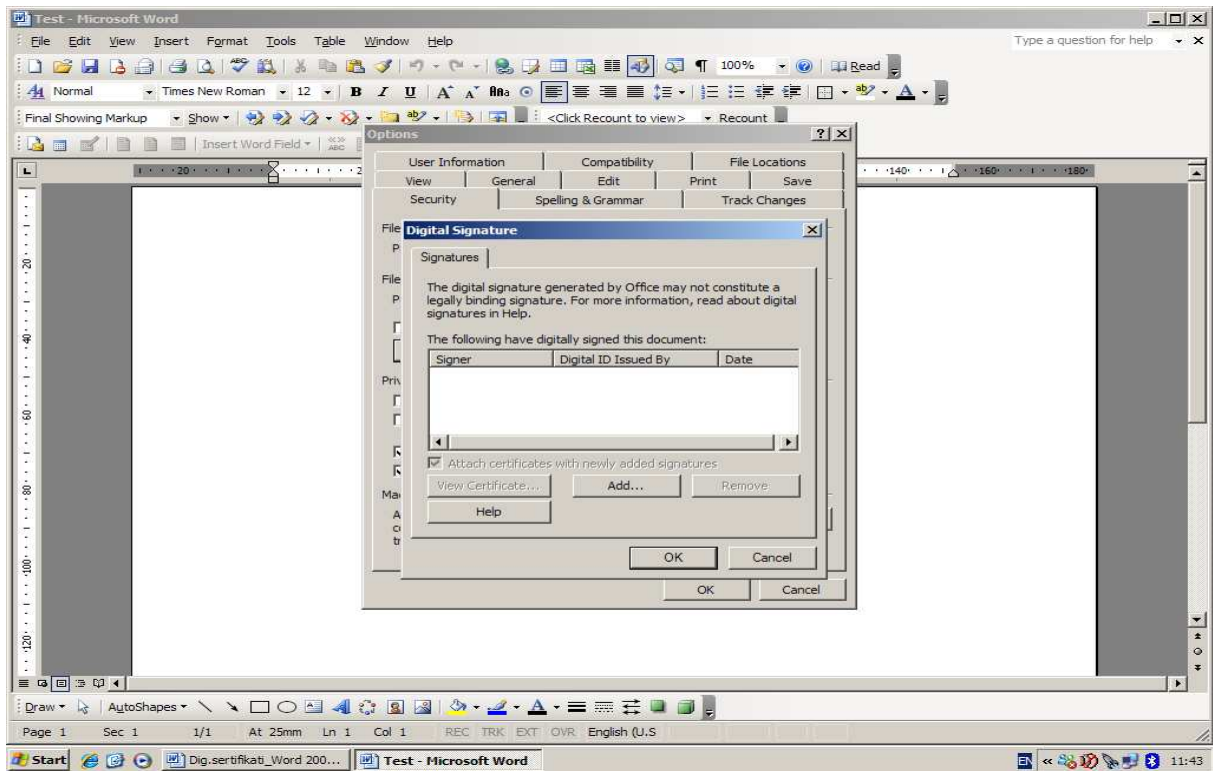 Test - Microsoft Word
File Edit View Insert Format Tools Table Window Help Type a question for help
100% Read
Normal Times New Roman 12 B I U
Final Showing Markup Show <Click Recount to view> Recount
Insert Word Field
Options
User Information Compatibility File Locations
View General Edit Print Save
Security Spelling & Grammar Track Changes
File
Digital Signature
P
Signatures
File
P
The digital signature generated by Office may not constitute a
legally binding signature. For more information, read about digital
signatures in Help.
The following have digitally signed this document:
Signer Digital ID Issued By Date
Priv
Attach certificates with newly added signatures
View Certificate... Add... Remove
Mac
Help
A
tr
OK Cancel
OK Cancel
Draw AutoShapes
Page 1 Sec 1 1/1 At 25mm Ln 1 Col 1 REC TRK EXT OVR English (U.S
Start Dig.sertifikati_Word 200... Test - Microsoft Word EN « 11:43